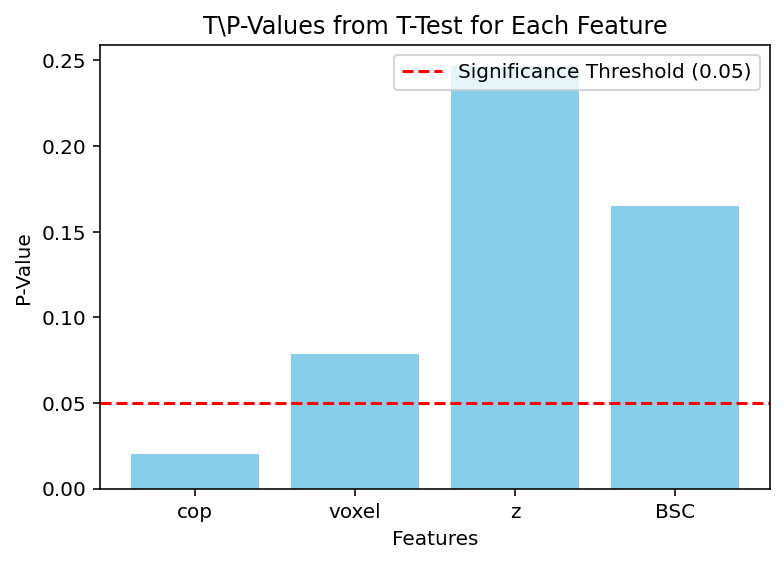 T\P-Values from T-Test for Each Feature
Significance Threshold (0.05)
P-Value
0.25
0.20
0.15
0.10
0.05
0.00
cop voxel z BSC
Features